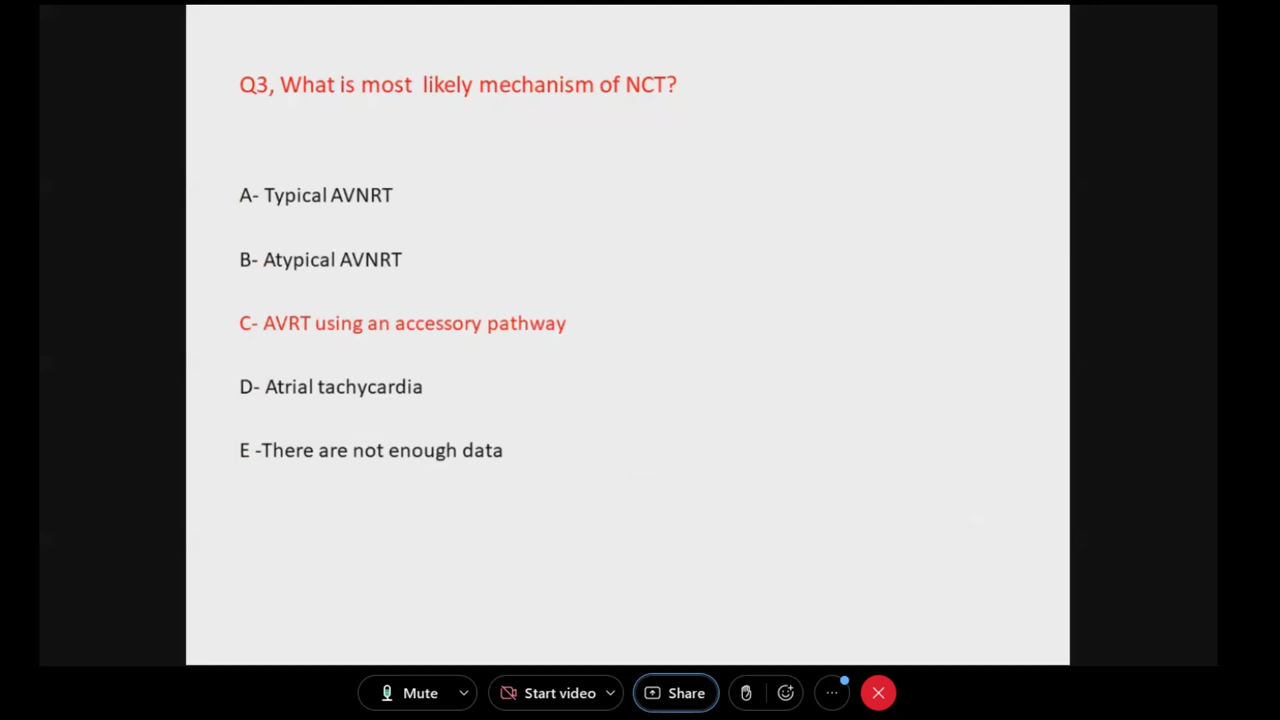 Q3, What is most likely mechanism of NCT?
A- Typical AVNRT
B- Atypical AVNRT
C- AVRT using an accessory pathway
D- Atrial tachycardia
E -There are not enough data
Mute
Start video
Share